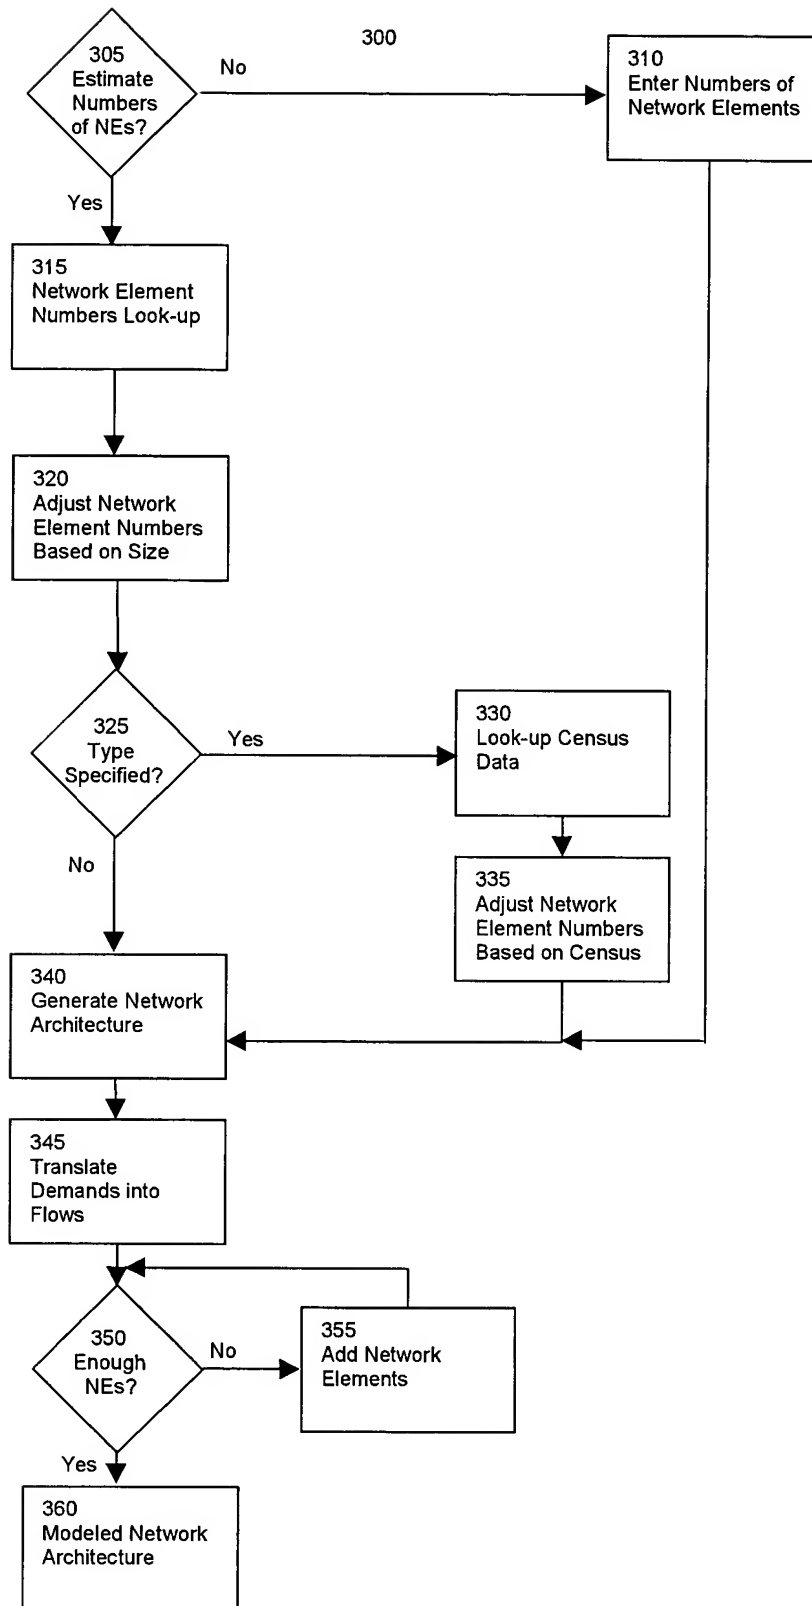 305
Estimate
Numbers
of NEs?
No
300
310
Enter Numbers of
Network Elements
Yes
315
Network Element
Numbers Look-up
320
Adjust Network
Element Numbers
Based on Size
325
Type
Specified?
Yes
330
Look-up Census
Data
No
335
Adjust Network
Element Numbers
Based on Census
340
Generate Network
Architecture
345
Translate
Demands into
Flows
350
Enough
NEs?
No
355
Add Network
Elements
Yes
360
Modeled Network
Architecture